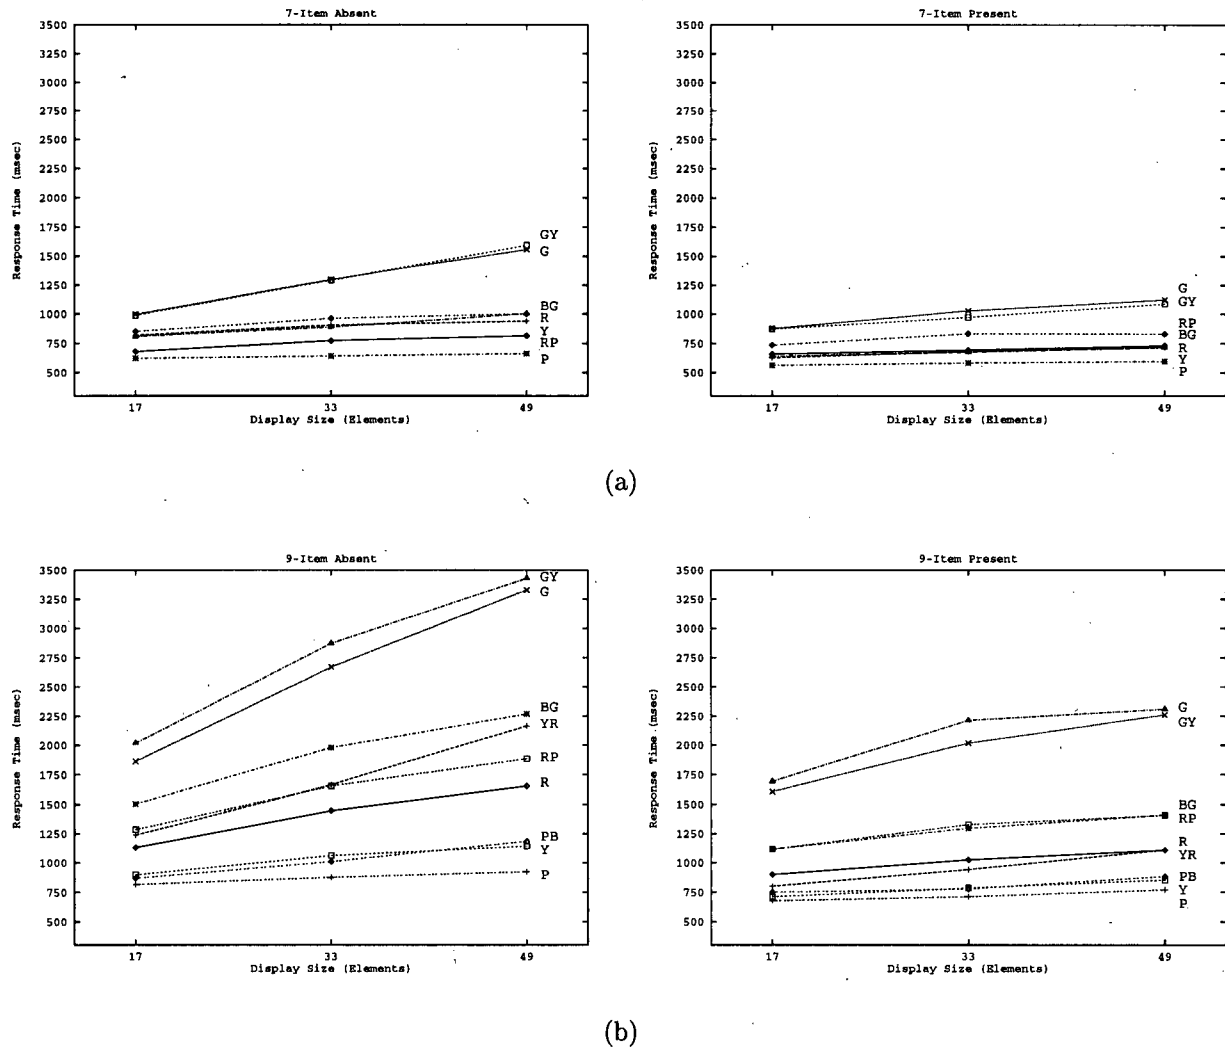 7-Item Absent
3500
3250
3000
2750
2500
2250
2000
1750
1500
1250
1000
750
500
Response Time (msec)
GY
G
BG
R
Y
RP
P
17 33 49
Display Size (Elements)
7-Item Present
3500
3250
3000
2750
2500
2250
2000
1750
1500
1250
1000
750
500
Response Time (msec)
G
GY
RP
BG
R
Y
P
17 33 49
Display Size (Elements)
(a)
9-Item Absent
3500
3250
3000
2750
2500
2250
2000
1750
1500
1250
1000
750
500
Response Time (msec)
GY
G
BG
YR
RP
R
PB
Y
P
17 33 49
Display Size (Elements)
9-Item Present
3500
3250
3000
2750
2500
2250
2000
1750
1500
1250
1000
750
500
Response Time (msec)
G
GY
BG
RP
R
YR
PB
Y
P
17 33 49
Display Size (Elements)
(b)